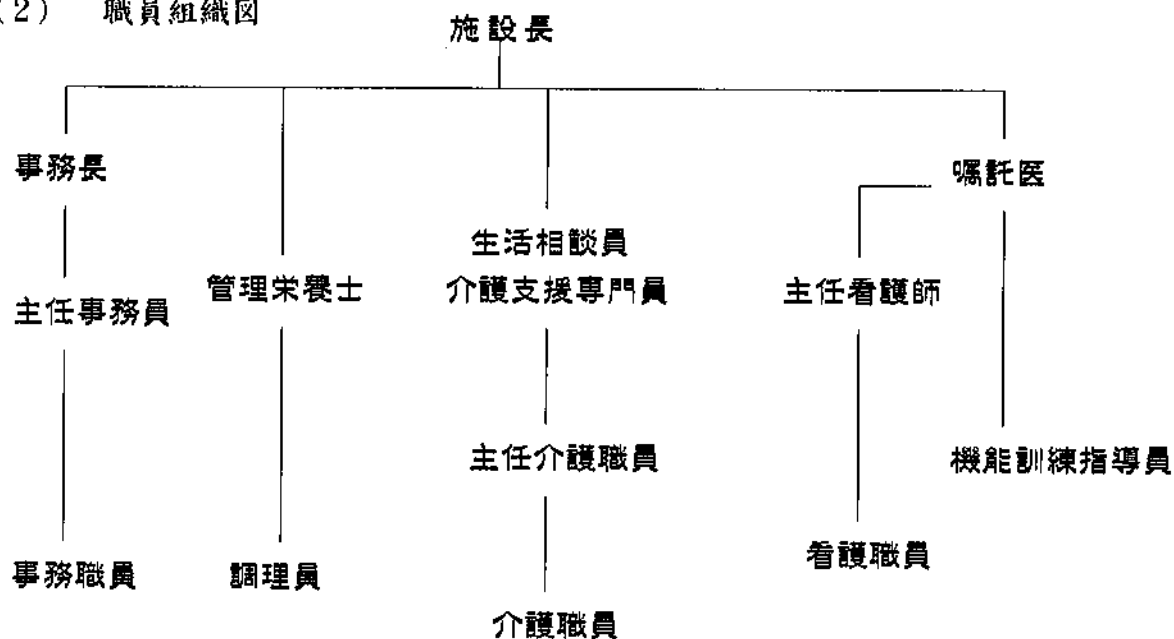 (2) 職員組織図
施設長
事務長
嘱託医
生活相談員
管理栄養士
介護支援専門員
主任看護師
主任事務員
主任介護職員
機能訓練指導員
看護職員
事務職員
調理員
介護職員